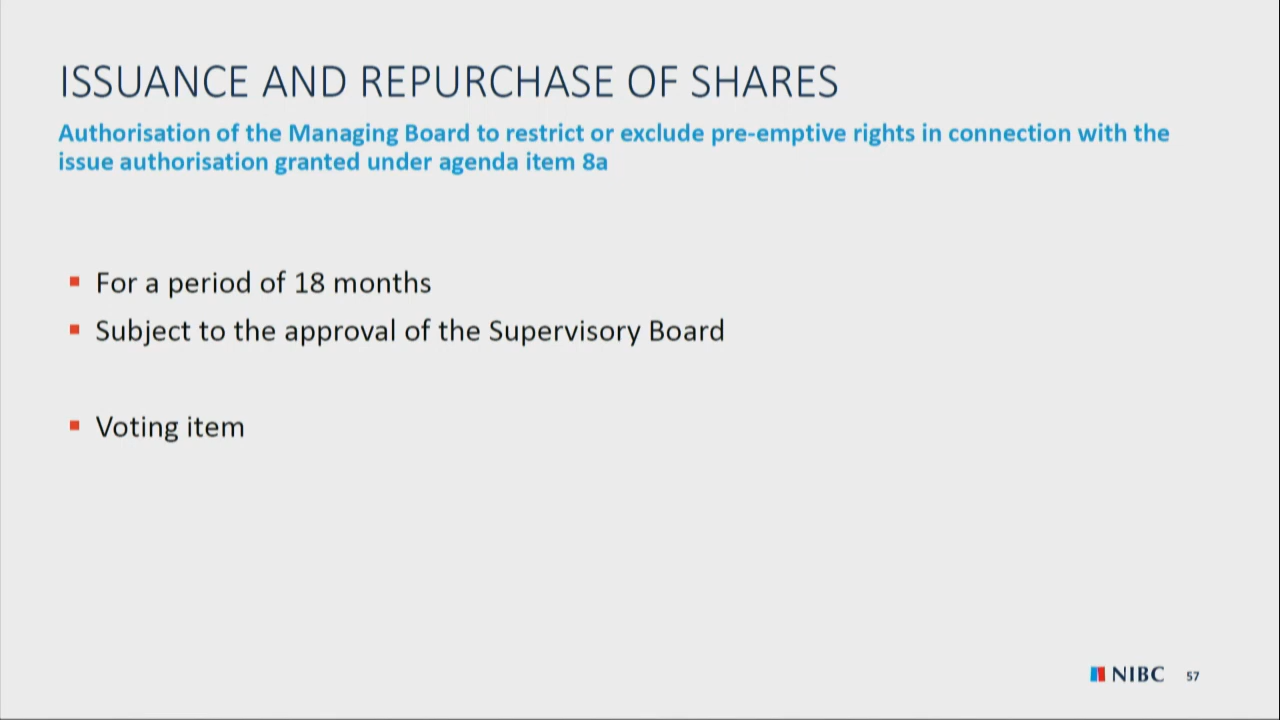 ISSUANCE AND REPURCHASE OF SHARES
Authorisation of the Managing Board to restrict or exclude pre-emptive rights in connection with the
issue authorisation granted under agenda item 8a
For a period of 18 months
Subject to the approval of the Supervisory Board
Voting item
NIBC 57